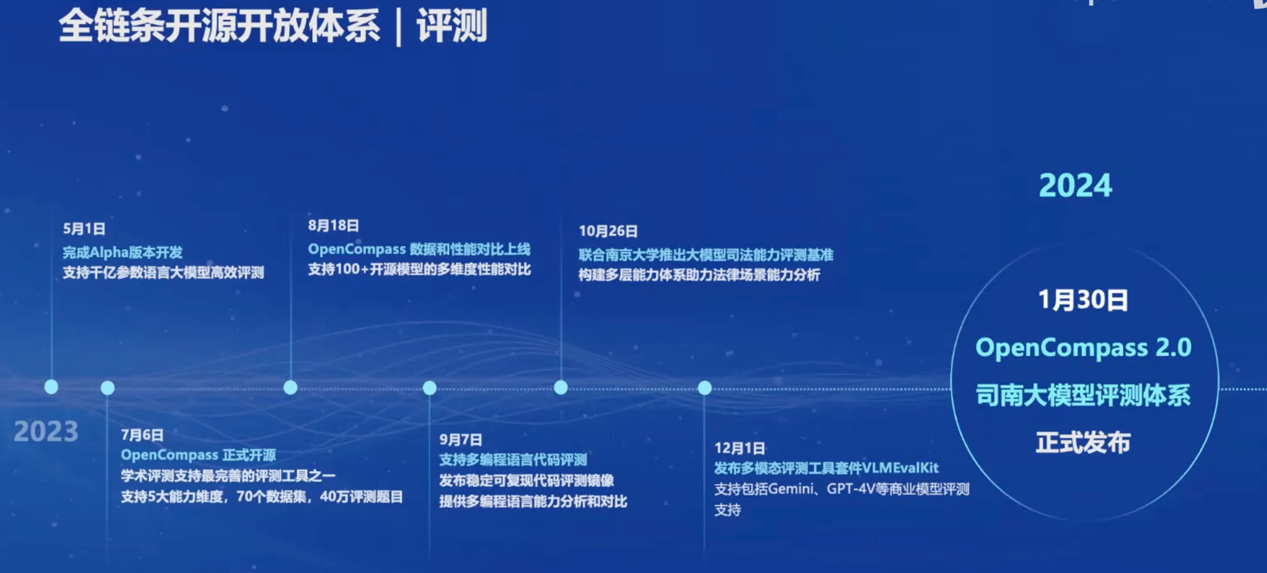 全链条开源开放体系｜评测
2024
5月1日
完成Alpha版本开发
支持千亿参数语言大模型高效评测
8月18日
OpenCompass 数据和性能对比上线
支持100+开源模型的多维度性能对比
10月26日
联合南京大学推出大模型司法能力评测基准
构建多层能力体系助力法律场景能力分析
1月30日
OpenCompass 2.0
司南大模型评测体系
正式发布
2023
7月6日
OpenCompass 正式开源
学术评测支持最完善的评测工具之一
支持5大能力维度，70个数据集，40万评测题目
9月7日
支持多编程语言代码评测
发布稳定可复现代码评测镜像
提供多编程语言能力分析和对比
12月1日
发布多模态评测工具套件VLMEvalKit
支持包括Gemini、GPT-4V等商业模型评测
支持